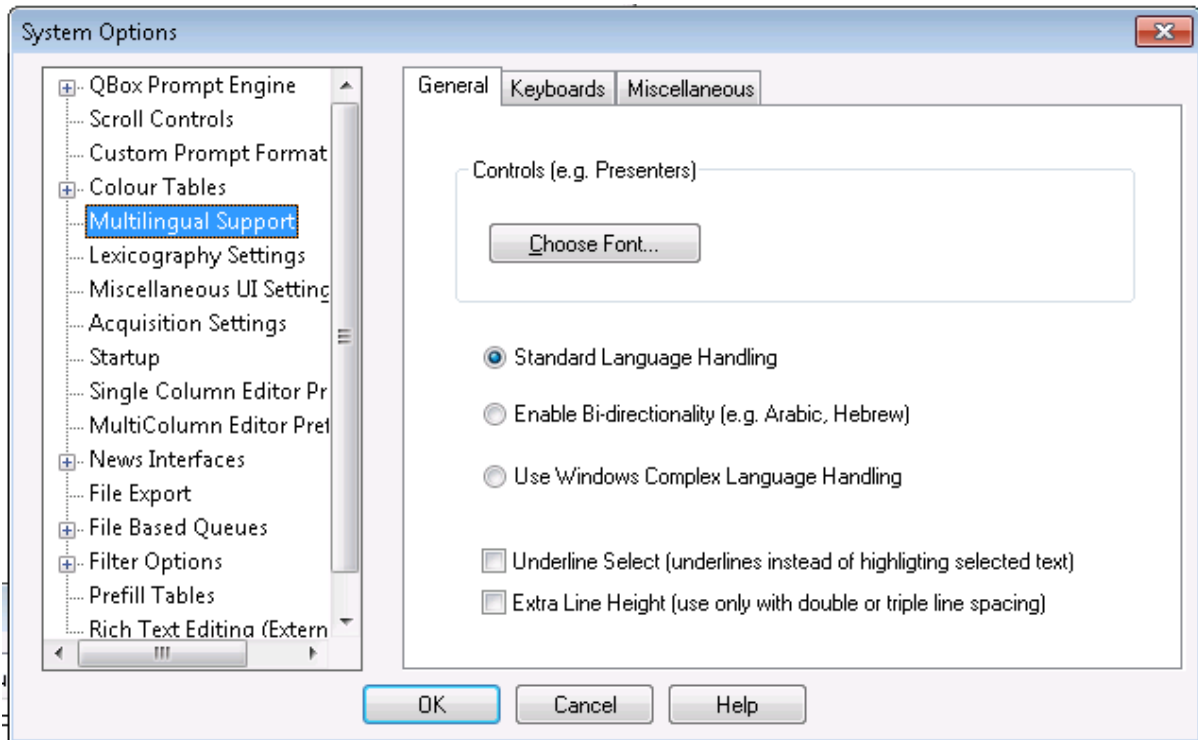 System Options
QBox Prompt Engine
Scroll Controls
Custom Prompt Format
Colour Tables
Multilingual Support
Lexicography Settings
Miscellaneous UI Setting
Acquisition Settings
Startup
Single Column Editor Pr
MultiColumn Editor Pref
News Interfaces
File Export
File Based Queues
Filter Options
Prefill Tables
Rich Text Editing (Extern
General Keyboards Miscellaneous
Controls (e.g. Presenters)
Choose Font...
Standard Language Handling
Enable Bi-directionality (e.g. Arabic, Hebrew)
Use Windows Complex Language Handling
Underline Select (underlines instead of highligting selected text)
Extra Line Height (use only with double or triple line spacing)
OK Cancel Help